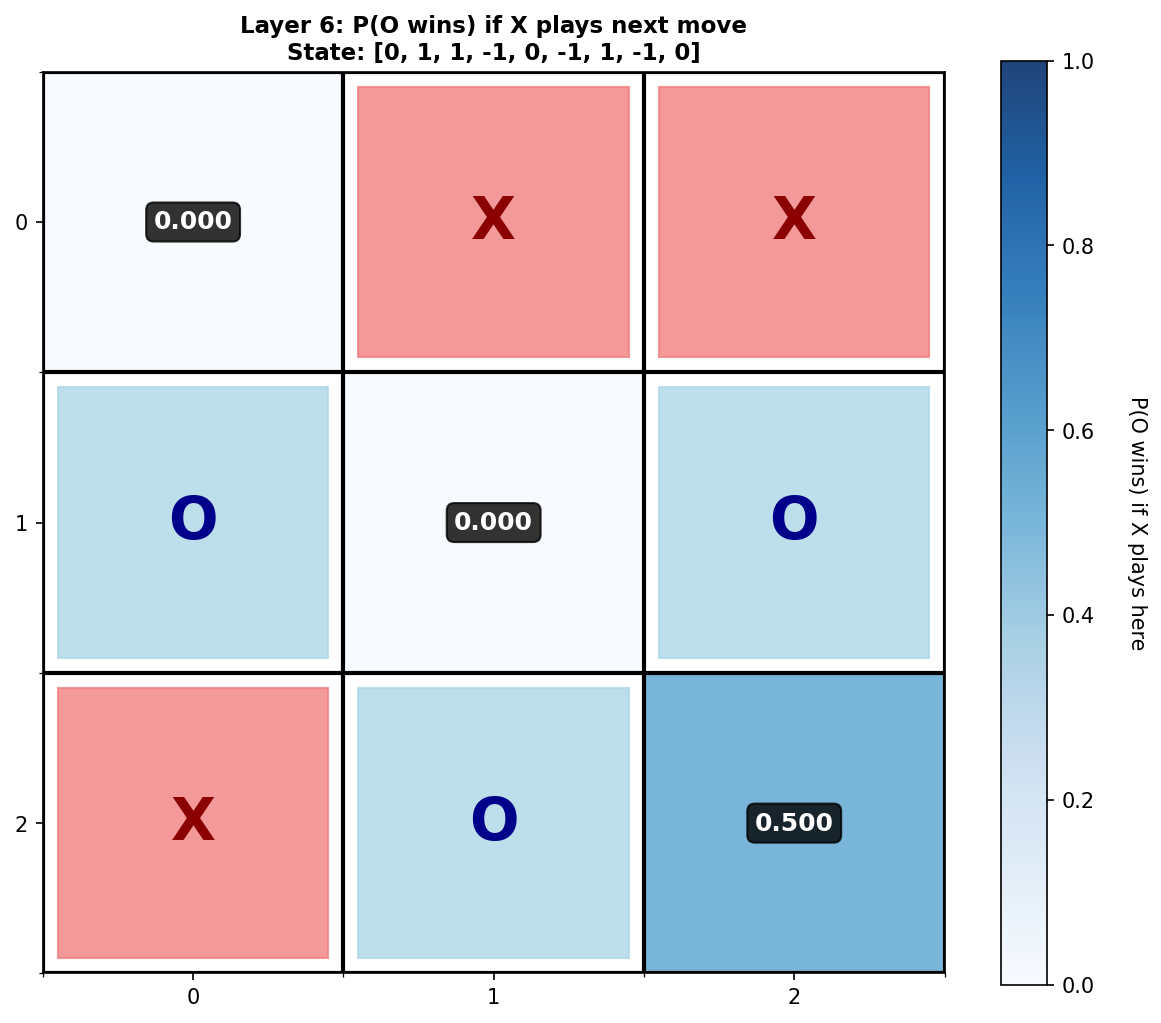 Layer 6: P(O wins) if X plays next move
State: [0, 1, 1, -1, 0, -1, 1, -1, 0]
0
0.000
X
X
1
O
0.000
O
2
X
O
0.500
0
1
2
1.0
0.8
0.6
0.4
0.2
0.0
P(O wins) if X plays here